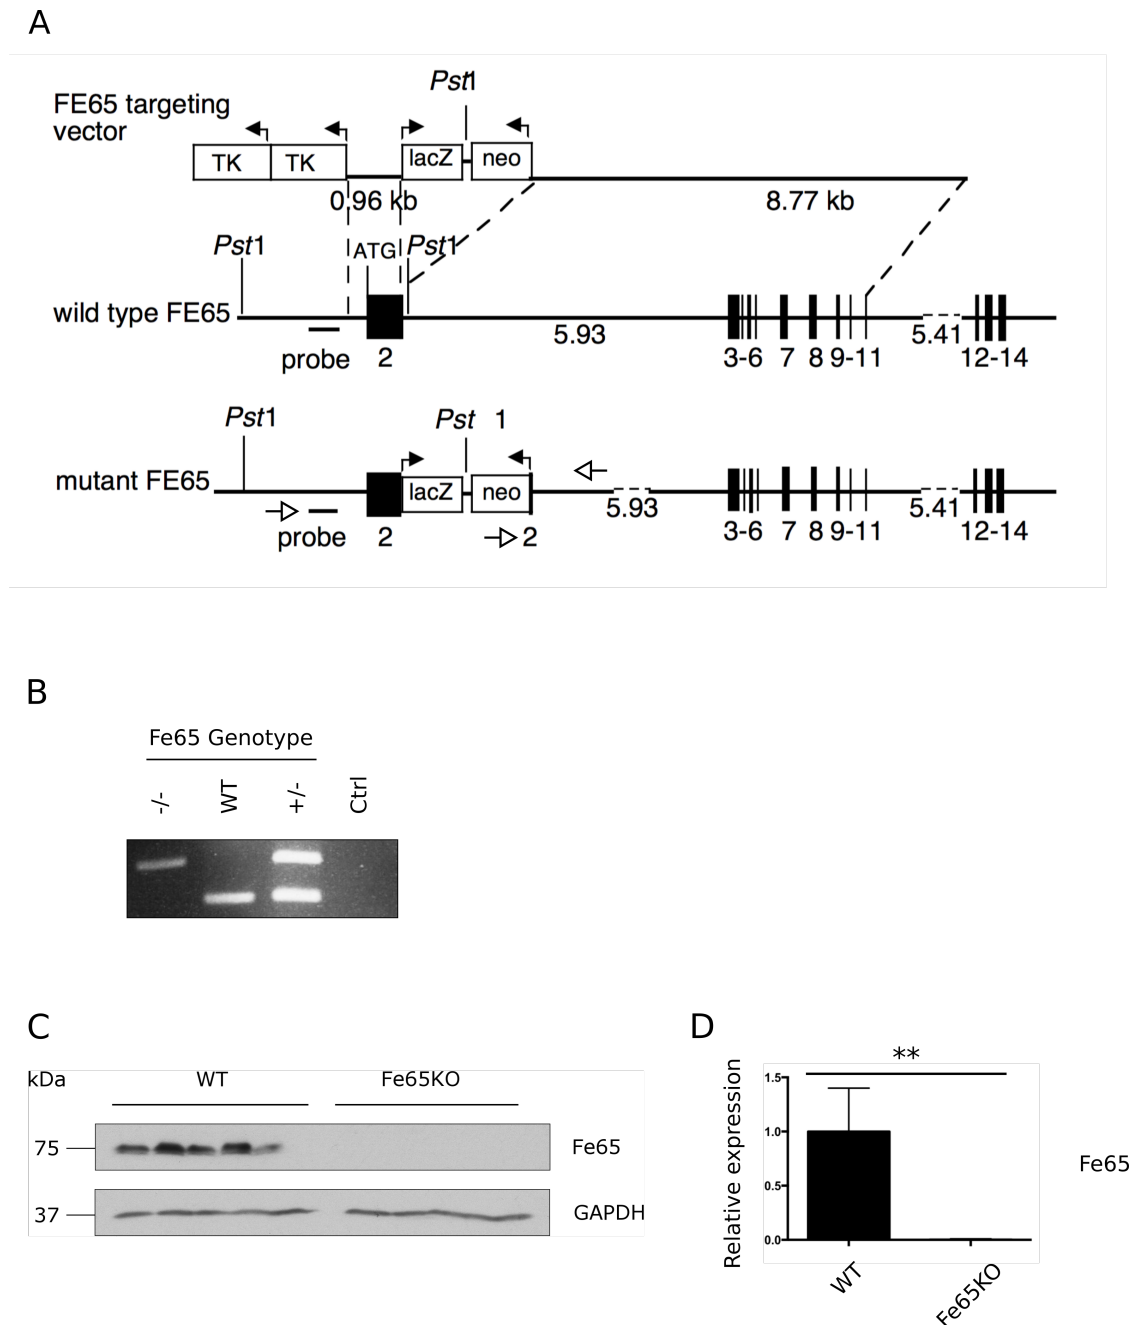 A
FE65 targeting
vector
Pst1
TK TK lacZ neo
0.96 kb 8.77 kb
Pst1 ATG Pst1
wild type FE65
5.93 5.41
probe 2 3-6 7 8 9-11 12-14
Pst1 Pst 1
mutant FE65 lacZ neo
5.93 5.41
probe 2 2 3-6 7 8 9-11 12-14
B
Fe65 Genotype
-/- WT +/- Ctrl
C
kDa WT Fe65KO
75 Fe65
37 GAPDH
D
**
Relative expression
1.5
1.0
0.5
0.0
WT Fe65KO
Fe65